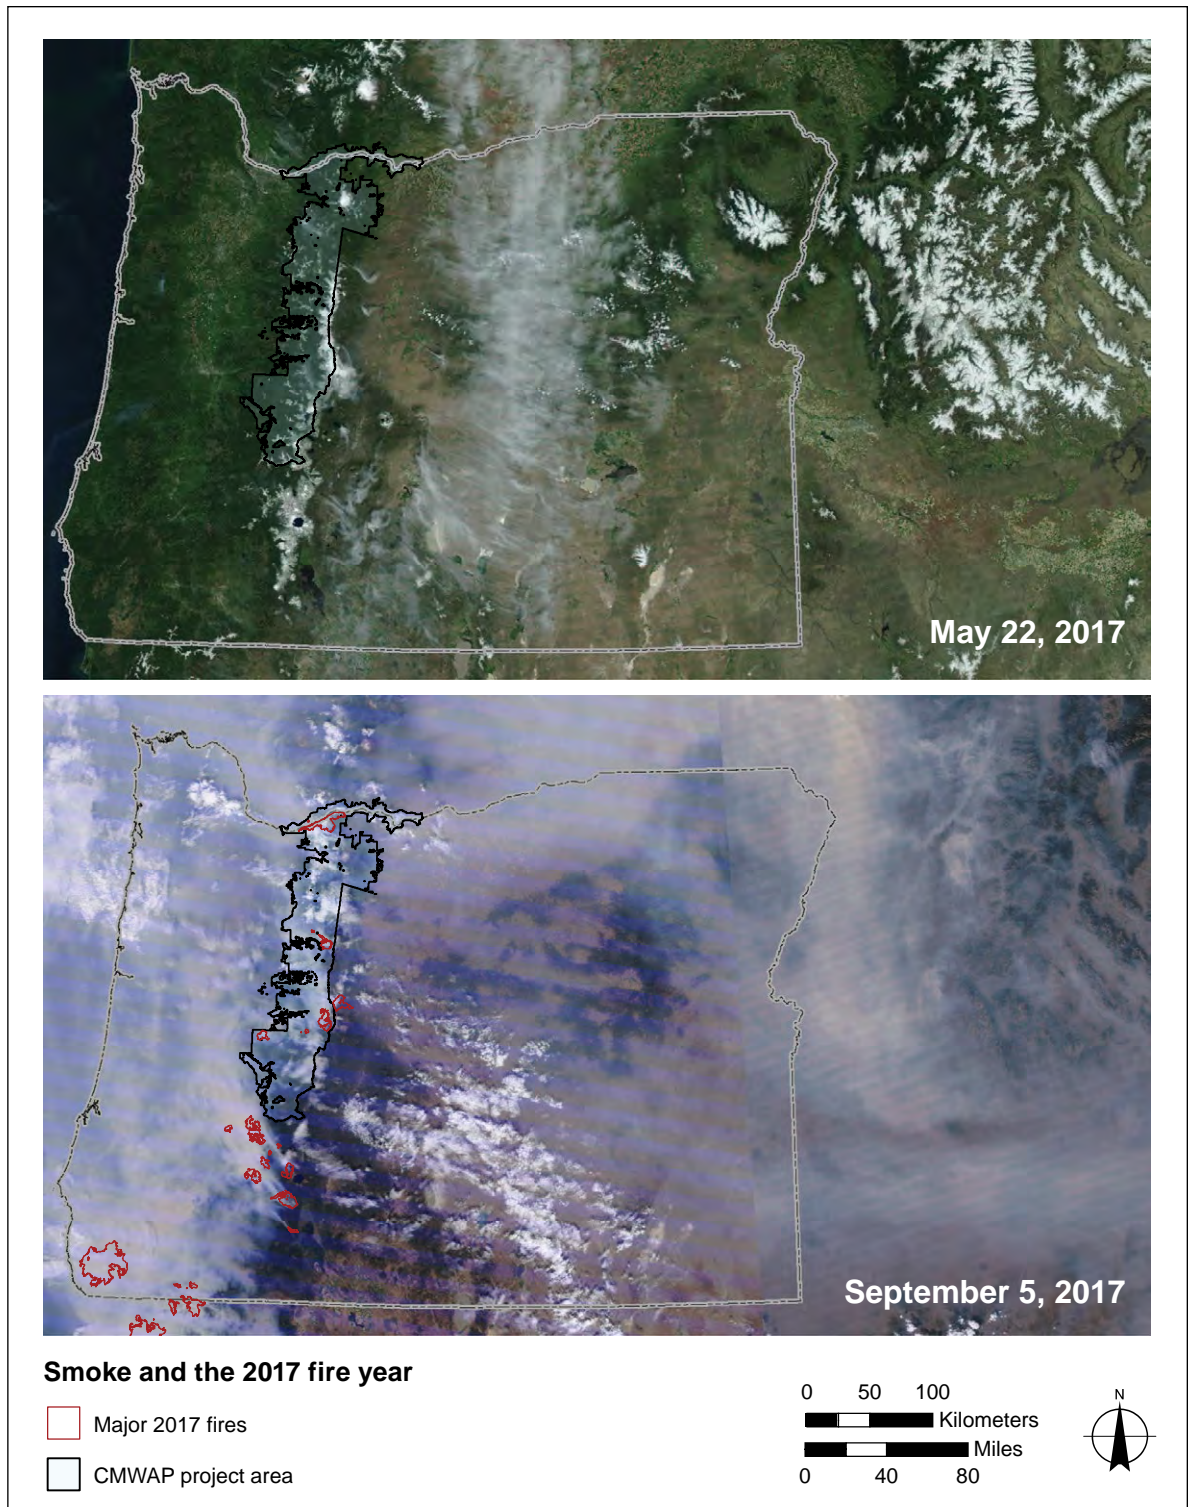 May 22, 2017
September 5, 2017
Smoke and the 2017 fire year
Major 2017 fires
CMWAP project area
0 50 100
Kilometers
Miles
0 40 80
N